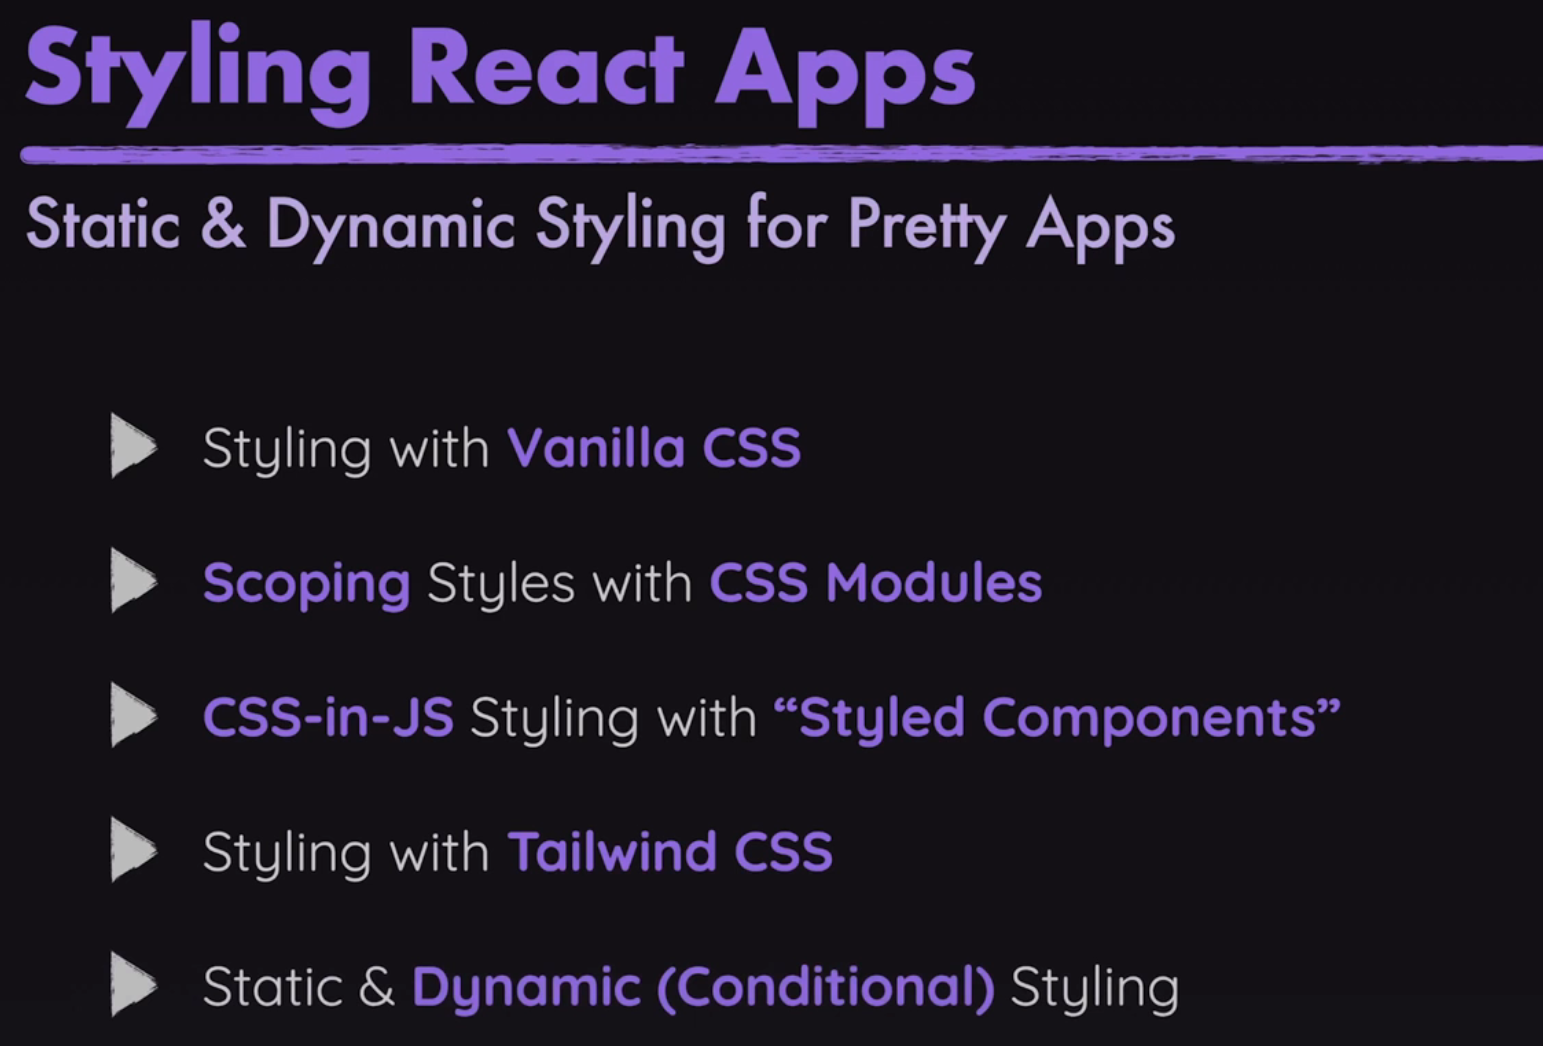 Styling React Apps
Static & Dynamic Styling for Pretty Apps
Styling with Vanilla CSS
Scoping Styles with CSS Modules
CSS-in-JS Styling with “Styled Components”
Styling with Tailwind CSS
Static & Dynamic (Conditional) Styling